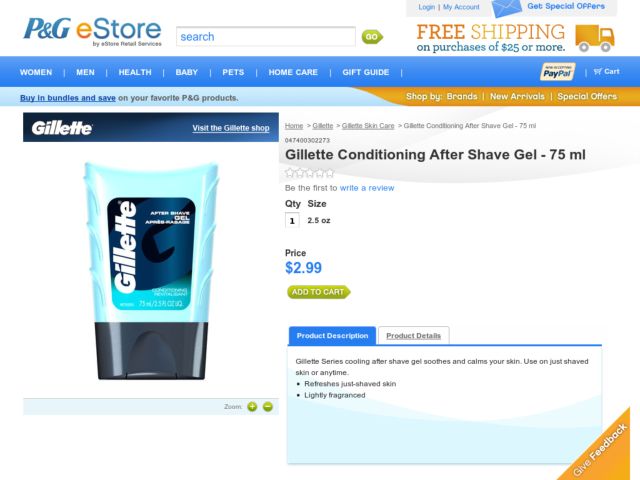 Login | My Account
Get Special Offers
P&G eStore
by eStore Retail Services
search
GO
FREE SHIPPING
on purchases of $25 or more.
WOMEN | MEN | HEALTH | BABY | PETS | HOME CARE | GIFT GUIDE |
NOW ACCEPTING
PayPal
| Cart
Buy in bundles and save on your favorite P&G products.
Shop by: Brands | New Arrivals | Special Offers
Gillette
Visit the Gillette shop
Home > Gillette > Gillette Skin Care > Gillette Conditioning After Shave Gel - 75 ml
047400302273
Gillette Conditioning After Shave Gel - 75 ml
Be the first to write a review
Qty Size
1 2.5 oz
Price
$2.99
ADD TO CART
Gillette
AFTER SHAVE
GEL
APRÈS-RASAGE
CONDITIONING
REVITALISANT
75 ml/2.5 FL OZ LIQ.
Zoom:
Product Description
Product Details
Gillette Series cooling after shave gel soothes and calms your skin. Use on just shaved
skin or anytime.
• Refreshes just-shaved skin
• Lightly fragranced
Give Feedback